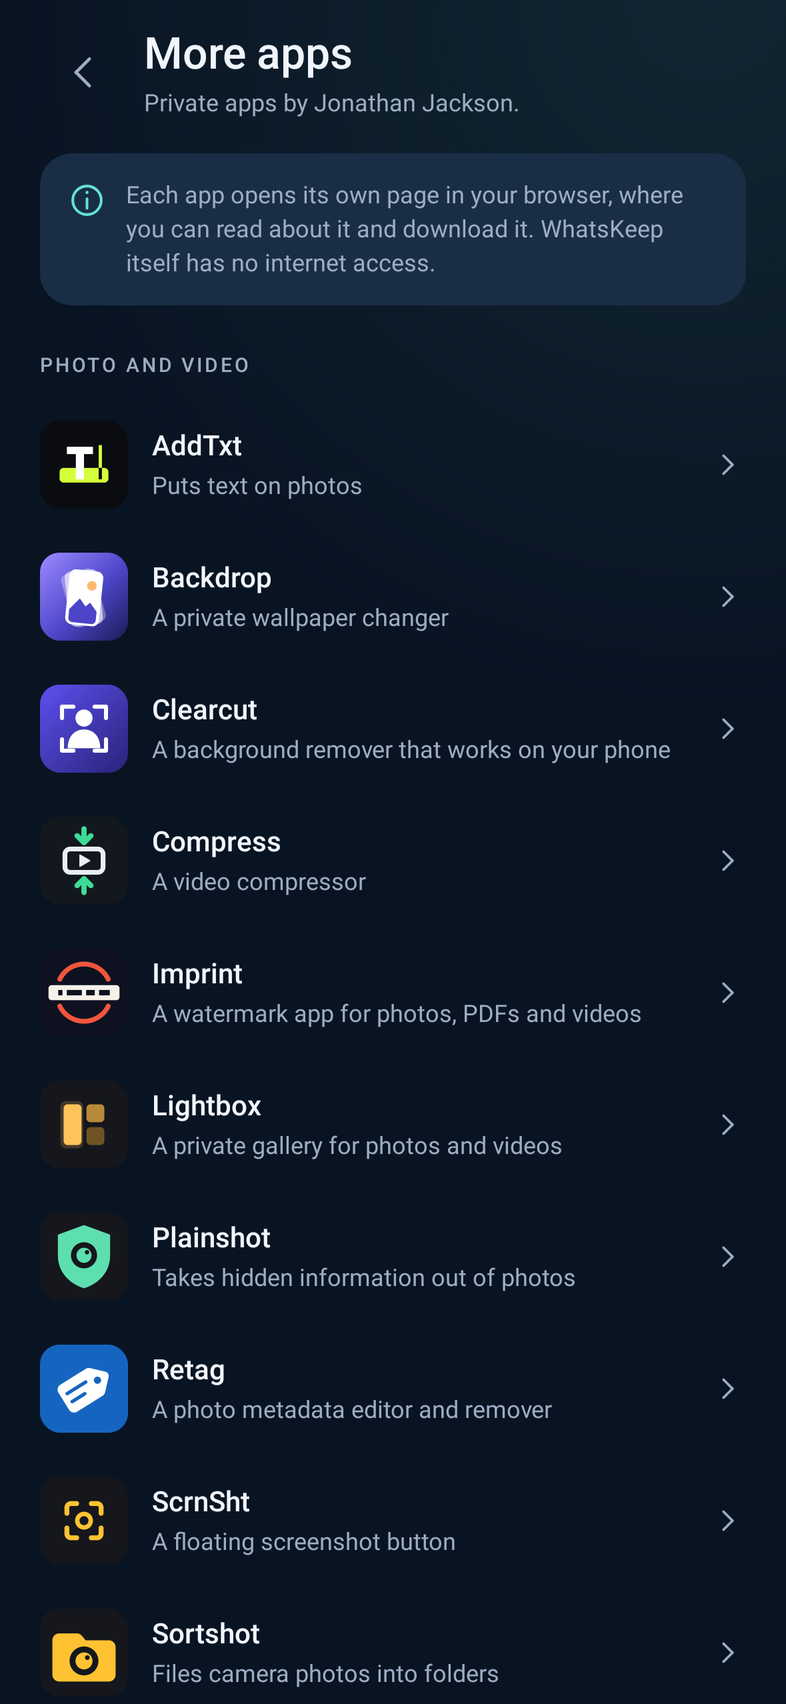 More apps
Private apps by Jonathan Jackson.
Each app opens its own page in your browser, where
you can read about it and download it. WhatsKeep
itself has no internet access.
PHOTO AND VIDEO
AddTxt
Puts text on photos
Backdrop
A private wallpaper changer
Clearcut
A background remover that works on your phone
Compress
A video compressor
Imprint
A watermark app for photos, PDFs and videos
Lightbox
A private gallery for photos and videos
Plainshot
Takes hidden information out of photos
Retag
A photo metadata editor and remover
ScrnSht
A floating screenshot button
Sortshot
Files camera photos into folders